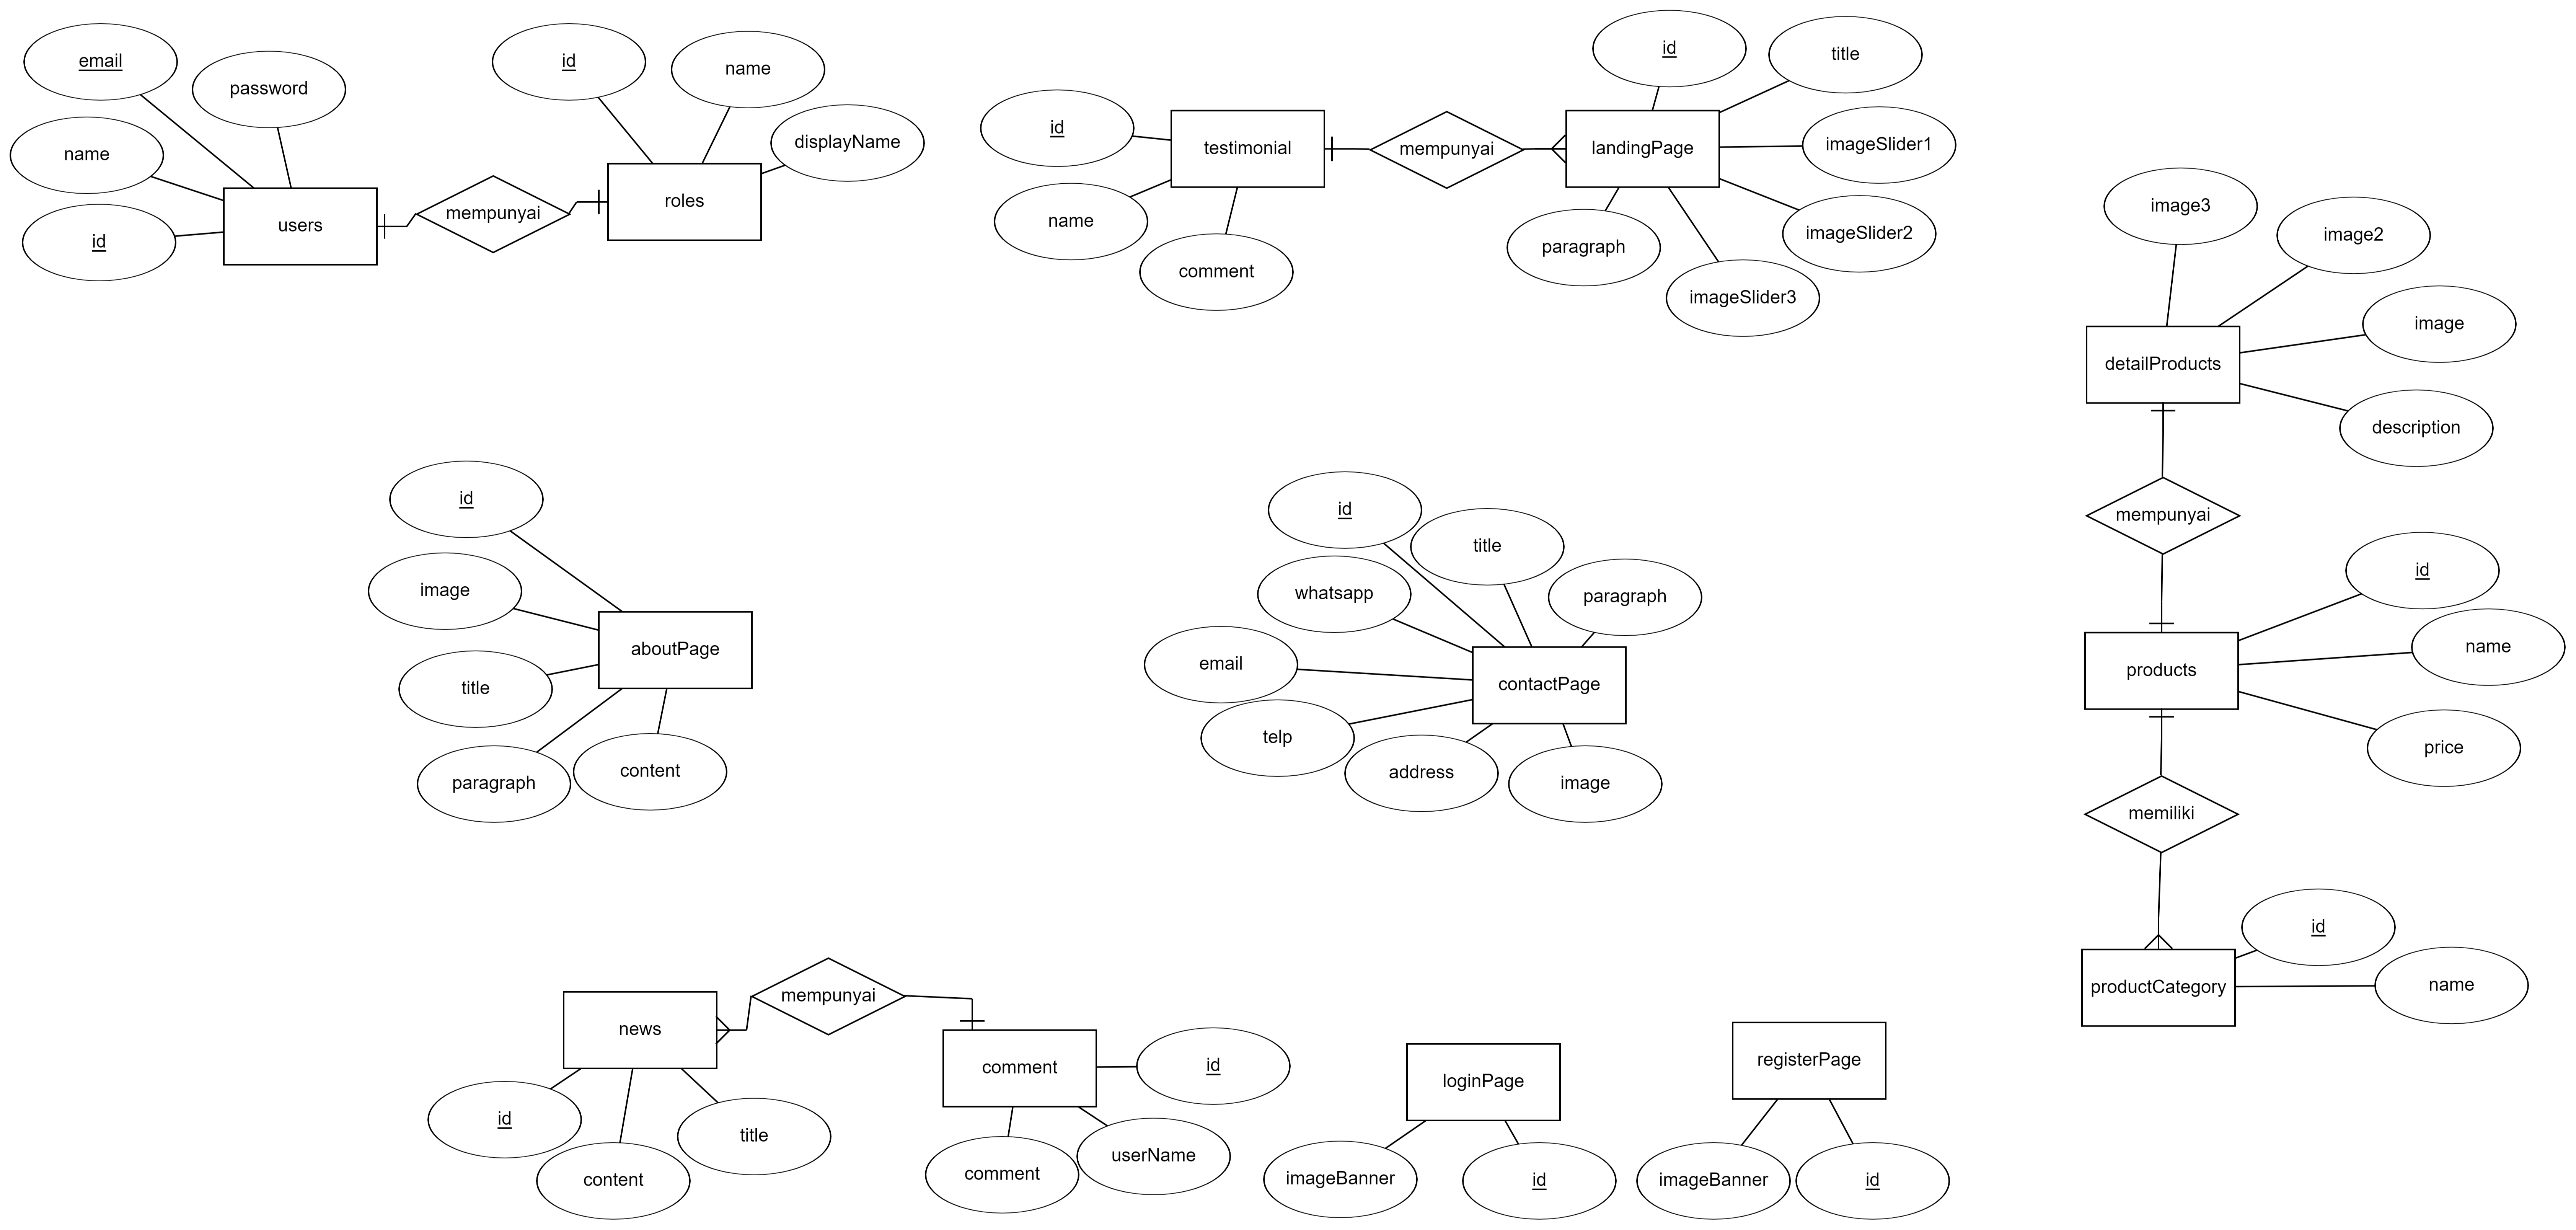 email
password
name
id
users
mempunyai
id
name
displayName
roles
id
name
comment
testimonial
mempunyai
id
title
imageSlider1
imageSlider2
imageSlider3
paragraph
landingPage
image3
image2
image
description
detailProducts
mempunyai
id
name
price
products
memiliki
id
name
productCategory
id
image
title
paragraph
content
aboutPage
id
title
paragraph
whatsapp
email
telp
address
image
contactPage
news
id
content
title
mempunyai
comment
id
userName
comment
loginPage
imageBanner
id
registerPage
imageBanner
id